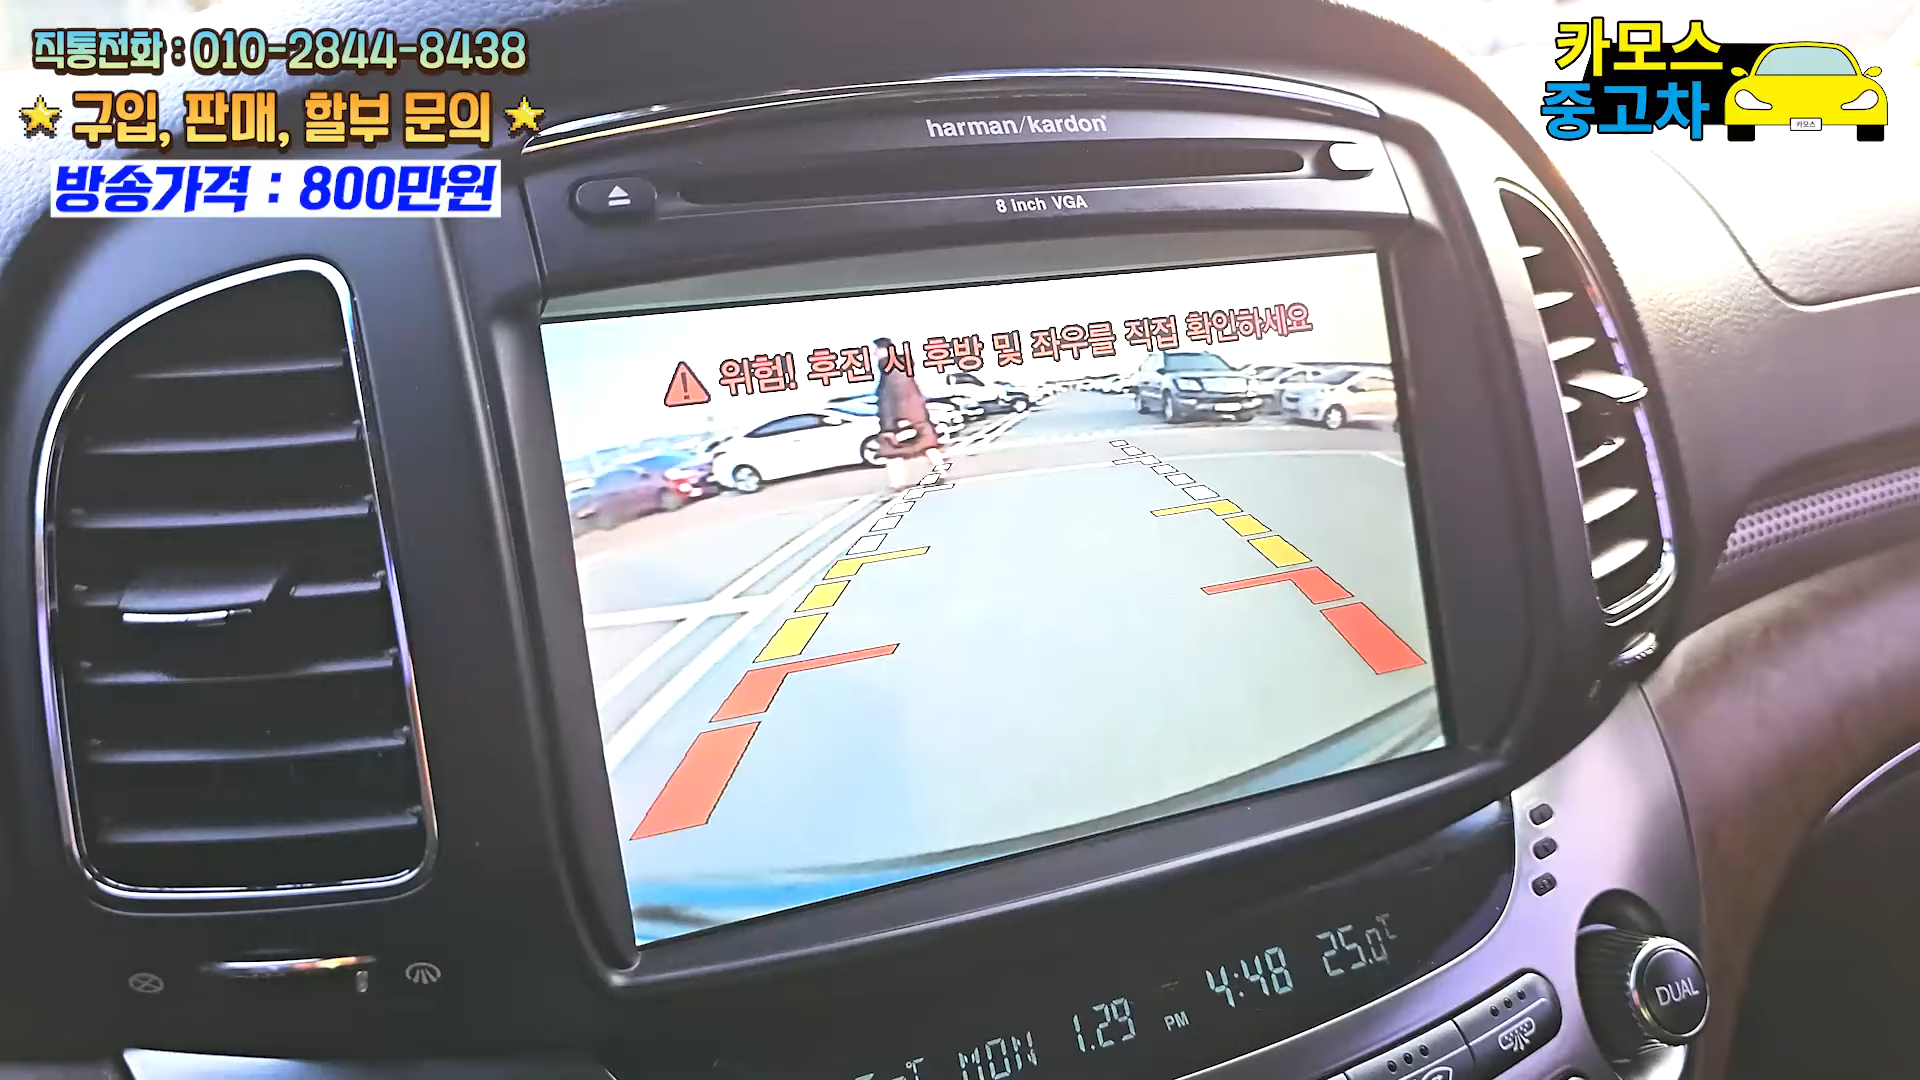 직통전화 : 010-2844-8438
구입, 판매, 할부 문의
방송가격 : 800만원
카모스
중고차
카모스
harman/kardon
8 inch VGA
위험! 후진 시 후방 및 좌우를 직접 확인하세요
MON 1.29 PM 4:48 25.0℃
DUAL